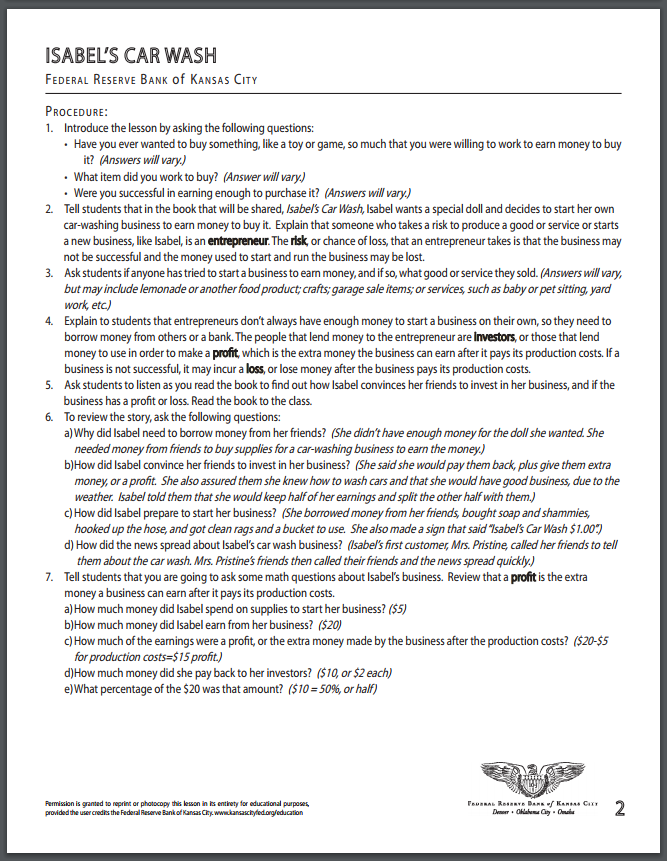 ISABEL'S CAR WASH
FEDERAL RESERVE BANK of KANSAS CITY
PROCEDURE:
1. Introduce the lesson by asking the following questions:
• Have you ever wanted to buy something, like a toy or game, so much that you were willing to work to earn money to buy
it? (Answers will vary.)
• What item did you work to buy? (Answer will vary.)
• Were you successful in earning enough to purchase it? (Answers will vary.)
2. Tell students that in the book that will be shared, Isabel's Car Wash, Isabel wants a special doll and decides to start her own
car-washing business to earn money to buy it. Explain that someone who takes a risk to produce a good or service or starts
a new business, like Isabel, is an entrepreneur. The risk, or chance of loss, that an entrepreneur takes is that the business may
not be successful and the money used to start and run the business may be lost.
3. Ask students if anyone has tried to start a business to earn money, and if so, what good or service they sold. (Answers will vary,
but may include lemonade or another food product; crafts; garage sale items; or services, such as baby or pet sitting, yard
work, etc.)
4. Explain to students that entrepreneurs don't always have enough money to start a business on their own, so they need to
borrow money from others or a bank. The people that lend money to the entrepreneur are investors, or those that lend
money to use in order to make a profit, which is the extra money the business can earn after it pays its production costs. If a
business is not successful, it may incur a loss, or lose money after the business pays its production costs.
5. Ask students to listen as you read the book to find out how Isabel convinces her friends to invest in her business, and if the
business has a profit or loss. Read the book to the class.
6. To review the story, ask the following questions:
a) Why did Isabel need to borrow money from her friends? (She didn't have enough money for the doll she wanted. She
needed money from friends to buy supplies for a car-washing business to earn the money.)
b) How did Isabel convince her friends to invest in her business? (She said she would pay them back, plus give them extra
money, or a profit. She also assured them she knew how to wash cars and that she would have good business, due to the
weather. Isabel told them that she would keep half of her earnings and split the other half with them.)
c) How did Isabel prepare to start her business? (She borrowed money from her friends, bought soap and shammies,
hooked up the hose, and got clean rags and a bucket to use. She also made a sign that said "Isabel's Car Wash $1.00".)
d) How did the news spread about Isabel's car wash business? (Isabel's first customer, Mrs. Pristine, called her friends to tell
them about the car wash. Mrs. Pristine's friends then called their friends and the news spread quickly.)
7. Tell students that you are going to ask some math questions about Isabel's business. Review that a profit is the extra
money a business can earn after it pays its production costs.
a) How much money did Isabel spend on supplies to start her business? ($5)
b) How much money did Isabel earn from her business? ($20)
c) How much of the earnings were a profit, or the extra money made by the business after the production costs? ($20-$5
for production costs=$15 profit.)
d) How much money did she pay back to her investors? ($10, or $2 each)
e) What percentage of the $20 was that amount? ($10 = 50%, or half)
Permission is granted to reprint or photocopy this lesson in its entirety for educational purposes,
provided the user credits the Federal Reserve Bank of Kansas City. www.kansascityfed.org/education
FEDERAL RESERVE BANK of KANSAS CITY
Denver • Oklahoma City • Omaha
2